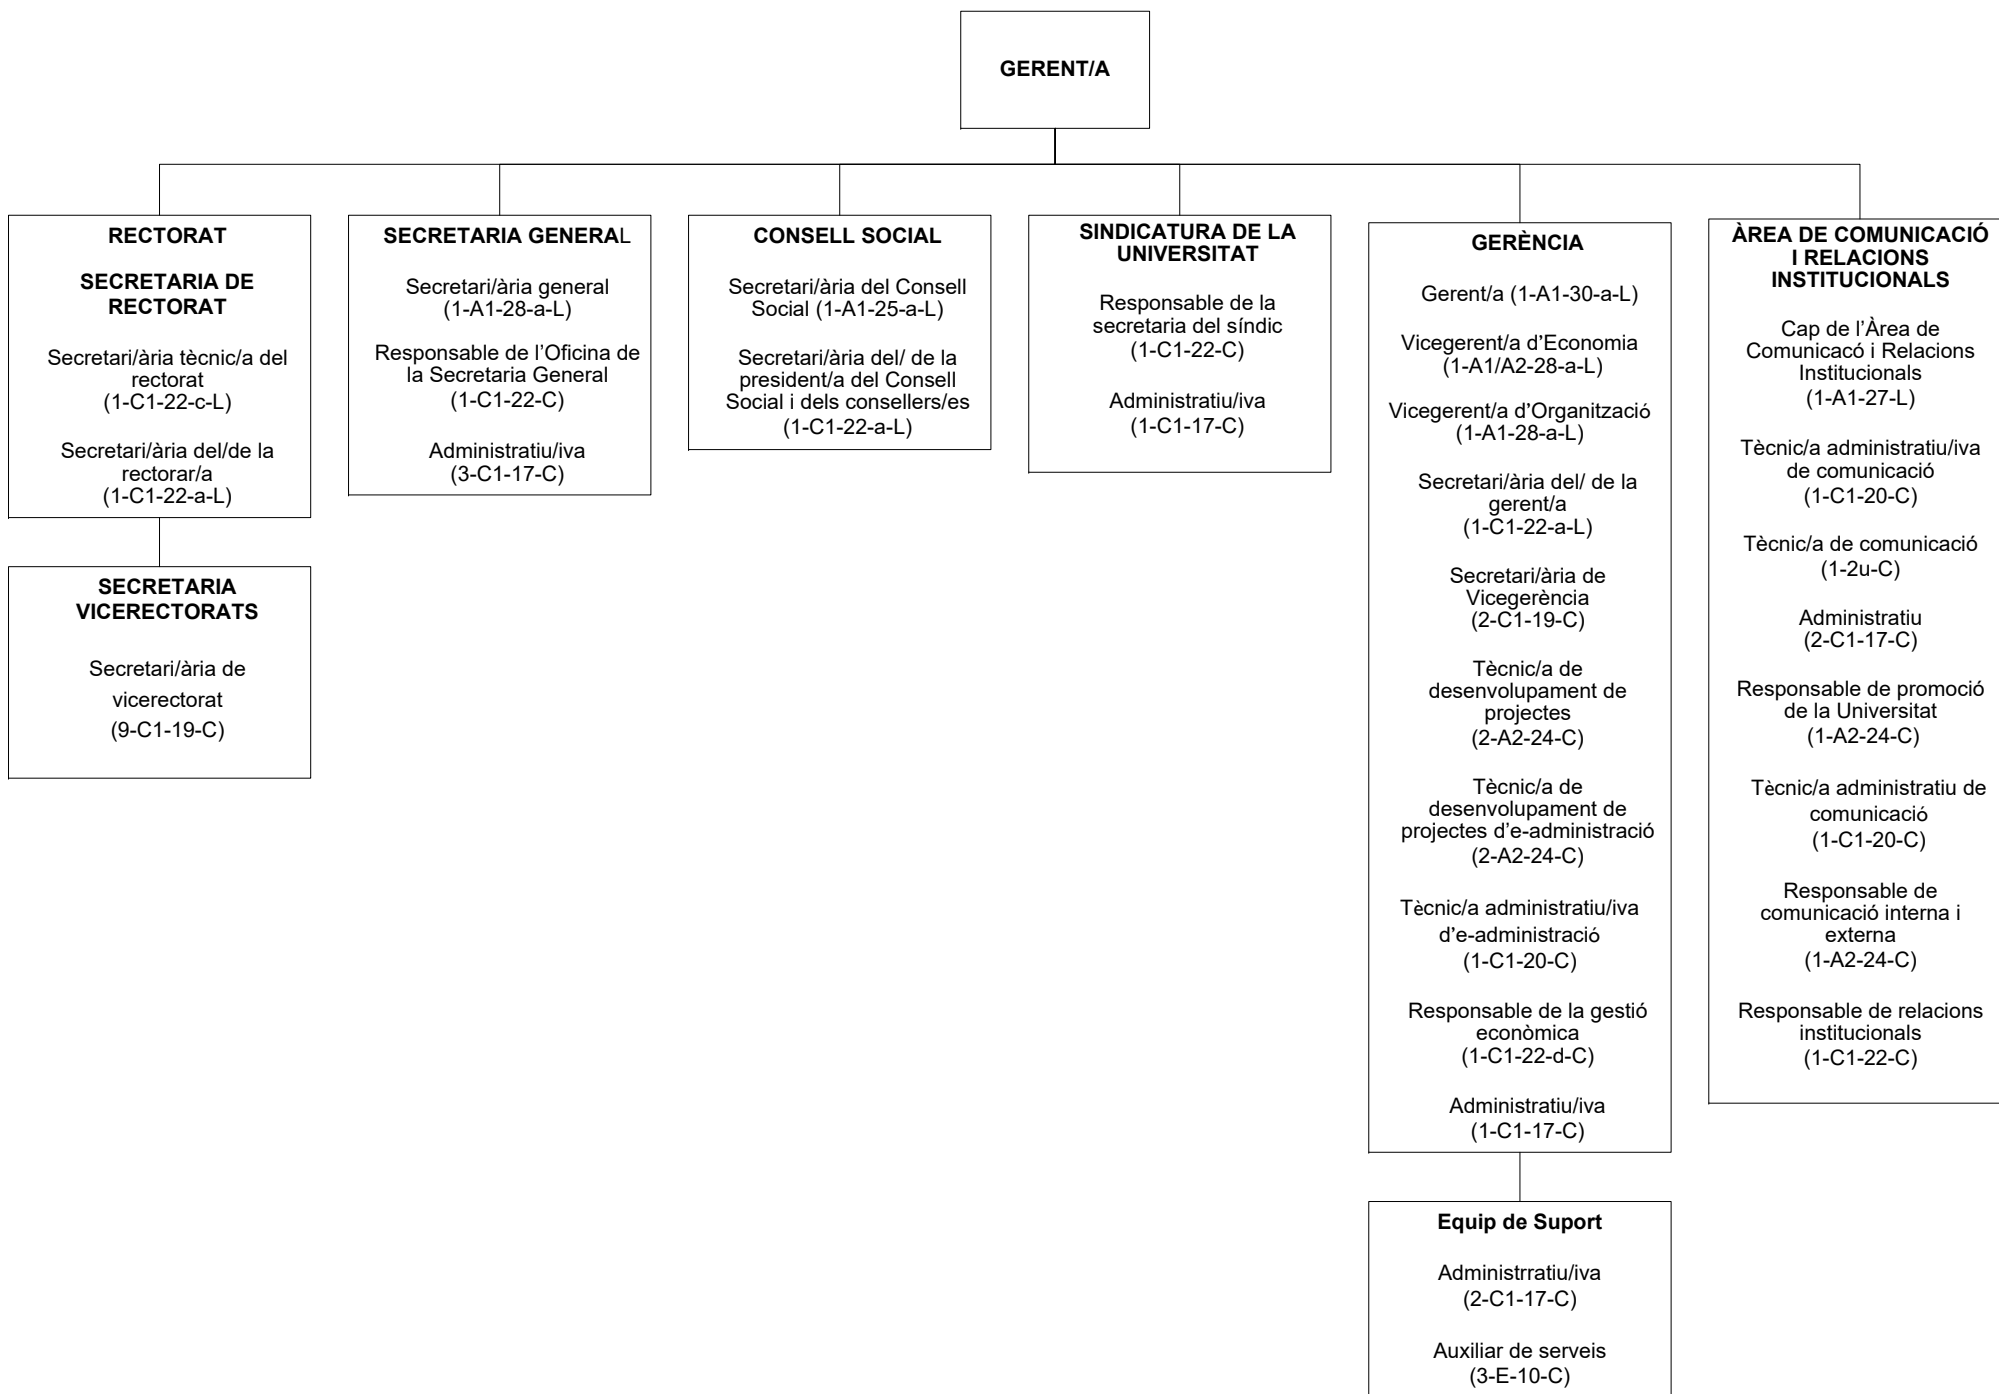 GERENT/A
RECTORAT
SECRETARIA DE
RECTORAT
Secretari/ària tècnic/a del
rectorat
(1-C1-22-c-L)
Secretari/ària del/de la
rectorar/a
(1-C1-22-a-L)
SECRETARIA
VICERECTORATS
Secretari/ària de
vicerectorat
(9-C1-19-C)
SECRETARIA GENERAL
Secretari/ària general
(1-A1-28-a-L)
Responsable de l’Oficina de
la Secretaria General
(1-C1-22-C)
Administratiu/iva
(3-C1-17-C)
CONSELL SOCIAL
Secretari/ària del Consell
Social (1-A1-25-a-L)
Secretari/ària del/ de la
president/a del Consell
Social i dels consellers/es
(1-C1-22-a-L)
SINDICATURA DE LA
UNIVERSITAT
Responsable de la
secretaria del síndic
(1-C1-22-C)
Administratiu/iva
(1-C1-17-C)
GERÈNCIA
Gerent/a (1-A1-30-a-L)
Vicegerent/a d’Economia
(1-A1/A2-28-a-L)
Vicegerent/a d’Organització
(1-A1-28-a-L)
Secretari/ària del/ de la
gerent/a
(1-C1-22-a-L)
Secretari/ària de
Vicegerència
(2-C1-19-C)
Tècnic/a de
desenvolupament de
projectes
(2-A2-24-C)
Tècnic/a de
desenvolupament de
projectes d’e-administració
(2-A2-24-C)
Tècnic/a administratiu/iva
d’e-administració
(1-C1-20-C)
Responsable de la gestió
econòmica
(1-C1-22-d-C)
Administratiu/iva
(1-C1-17-C)
Equip de Suport
Administrratiu/iva
(2-C1-17-C)
Auxiliar de serveis
(3-E-10-C)
ÀREA DE COMUNICACIÓ
I RELACIONS
INSTITUCIONALS
Cap de l’Àrea de
Comunicacó i Relacions
Institucionals
(1-A1-27-L)
Tècnic/a administratiu/iva
de comunicació
(1-C1-20-C)
Tècnic/a de comunicació
(1-2u-C)
Administratiu
(2-C1-17-C)
Responsable de promoció
de la Universitat
(1-A2-24-C)
Tècnic/a administratiu de
comunicació
(1-C1-20-C)
Responsable de
comunicació interna i
externa
(1-A2-24-C)
Responsable de relacions
institucionals
(1-C1-22-C)